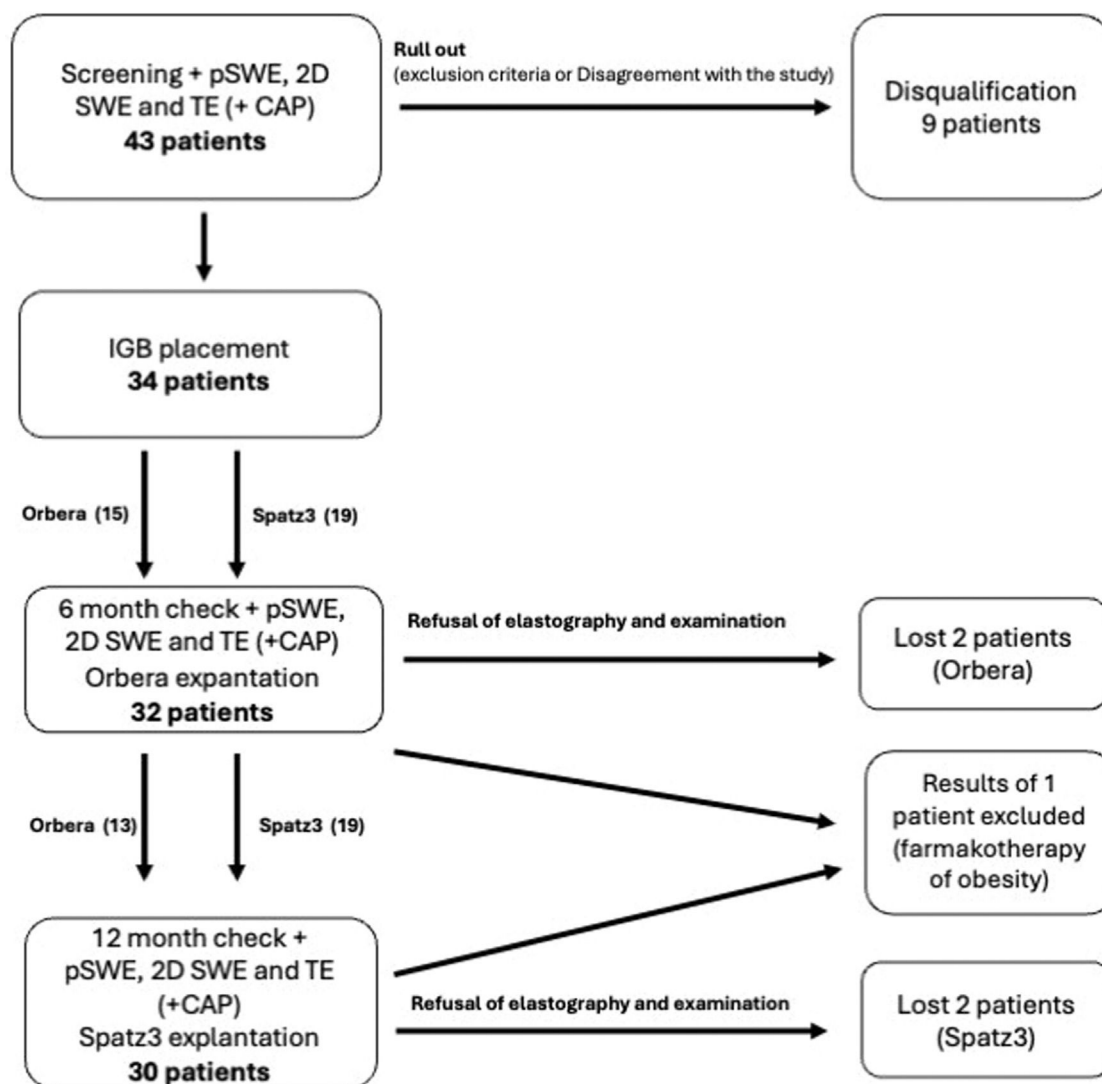 Screening + pSWE, 2D
SWE and TE (+ CAP)
43 patients
Rull out
(exclusion criteria or Disagreement with the study)
Disqualification
9 patients
IGB placement
34 patients
Orbera (15)
Spatz3 (19)
6 month check + pSWE,
2D SWE and TE (+CAP)
Orbera expantation
32 patients
Refusal of elastography and examination
Lost 2 patients
(Orbera)
Results of 1
patient excluded
(farmakotherapy
of obesity)
Orbera (13)
Spatz3 (19)
12 month check +
pSWE, 2D SWE and TE
(+CAP)
Spatz3 explantation
30 patients
Refusal of elastography and examination
Lost 2 patients
(Spatz3)